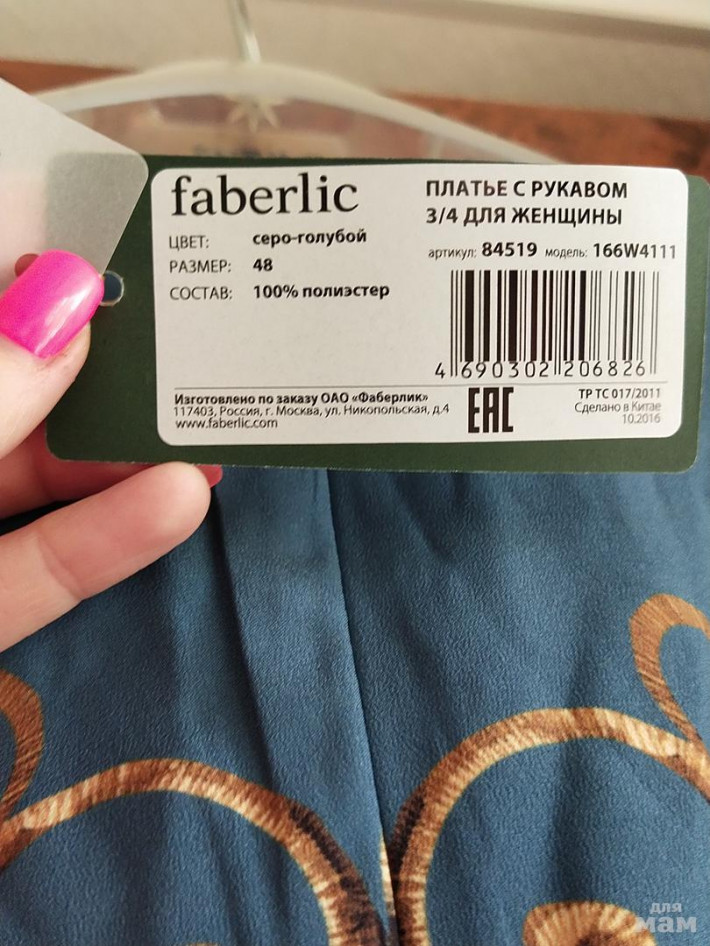 faberlic
ПЛАТЬЕ С РУКАВОМ
3/4 ДЛЯ ЖЕНЩИНЫ
ЦВЕТ: серо-голубой
РАЗМЕР: 48
СОСТАВ: 100% полиэстер
артикул: 84519 модель: 166W4111
4 690302 206826
Изготовлено по заказу ОАО «Фаберлик»
117403, Россия, г. Москва, ул. Никопольская, д.4
www.faberlic.com
EAC
ТР ТС 017/2011
Сделано в Китае
10.2016
для
мам